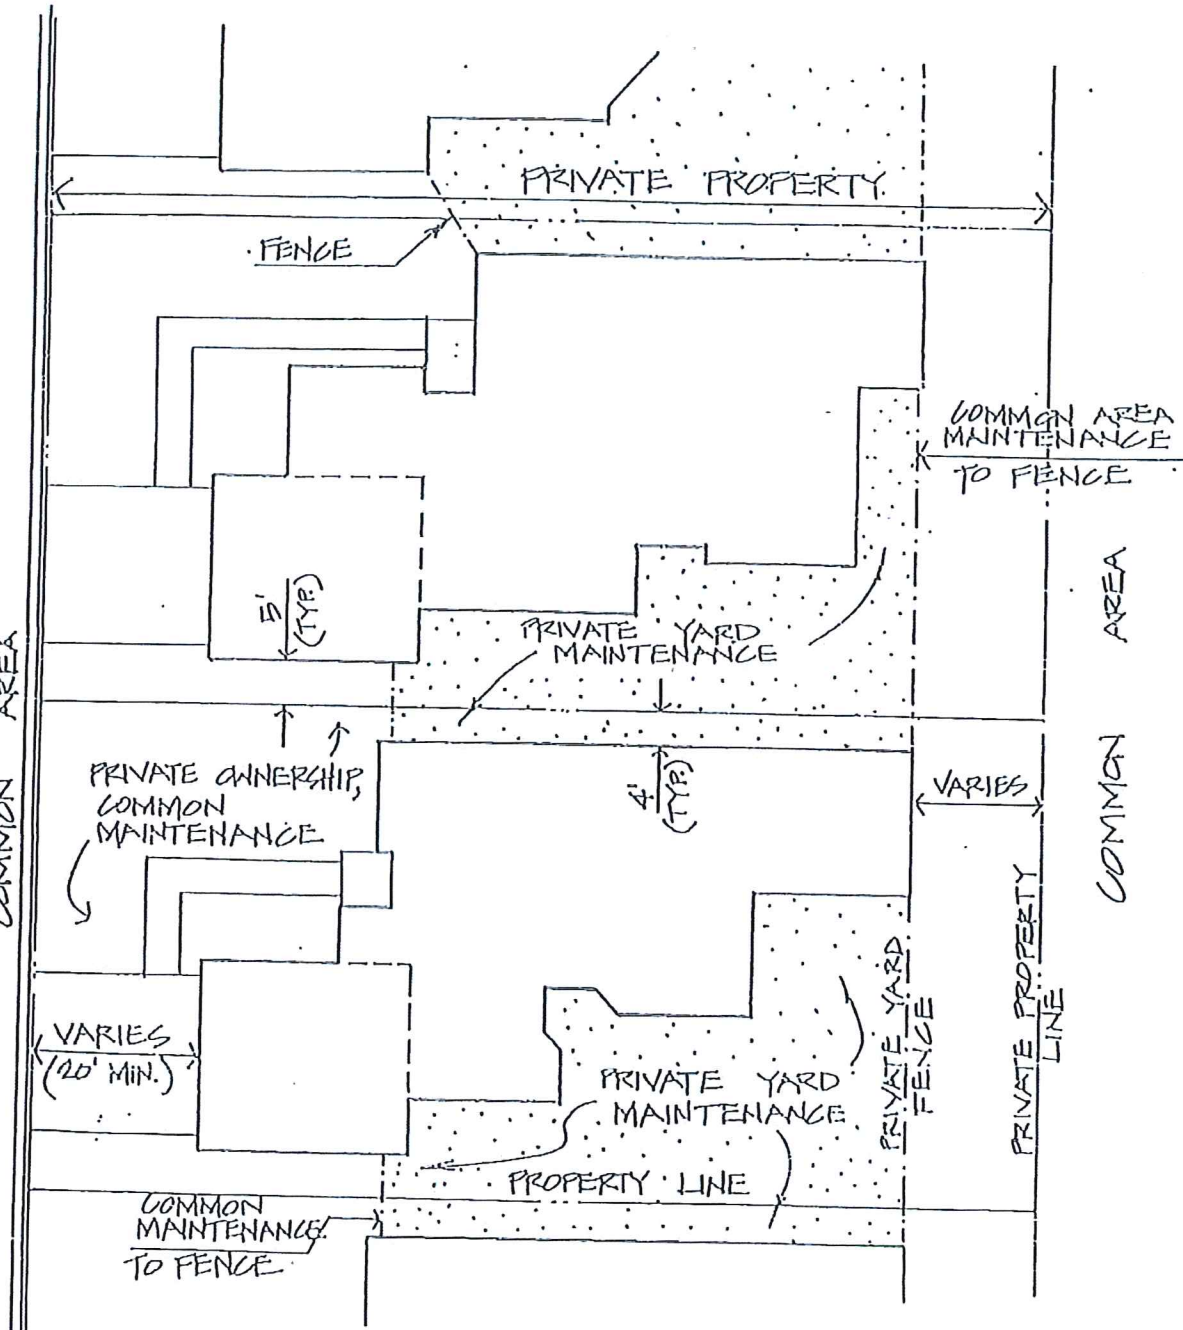 PRIVATE PROPERTY
FENCE
COMMON AREA
MAINTENANCE
TO FENCE
5'
(TYP.)
PRIVATE YARD
MAINTENANCE
COMMON AREA
COMMON AREA
PRIVATE OWNERSHIP,
COMMON
MAINTENANCE
4'
(TYP.)
VARIES
VARIES
(20' MIN.)
PRIVATE YARD
FENCE
PRIVATE PROPERTY
LINE
PRIVATE YARD
MAINTENANCE
PROPERTY LINE
COMMON
MAINTENANCE
TO FENCE